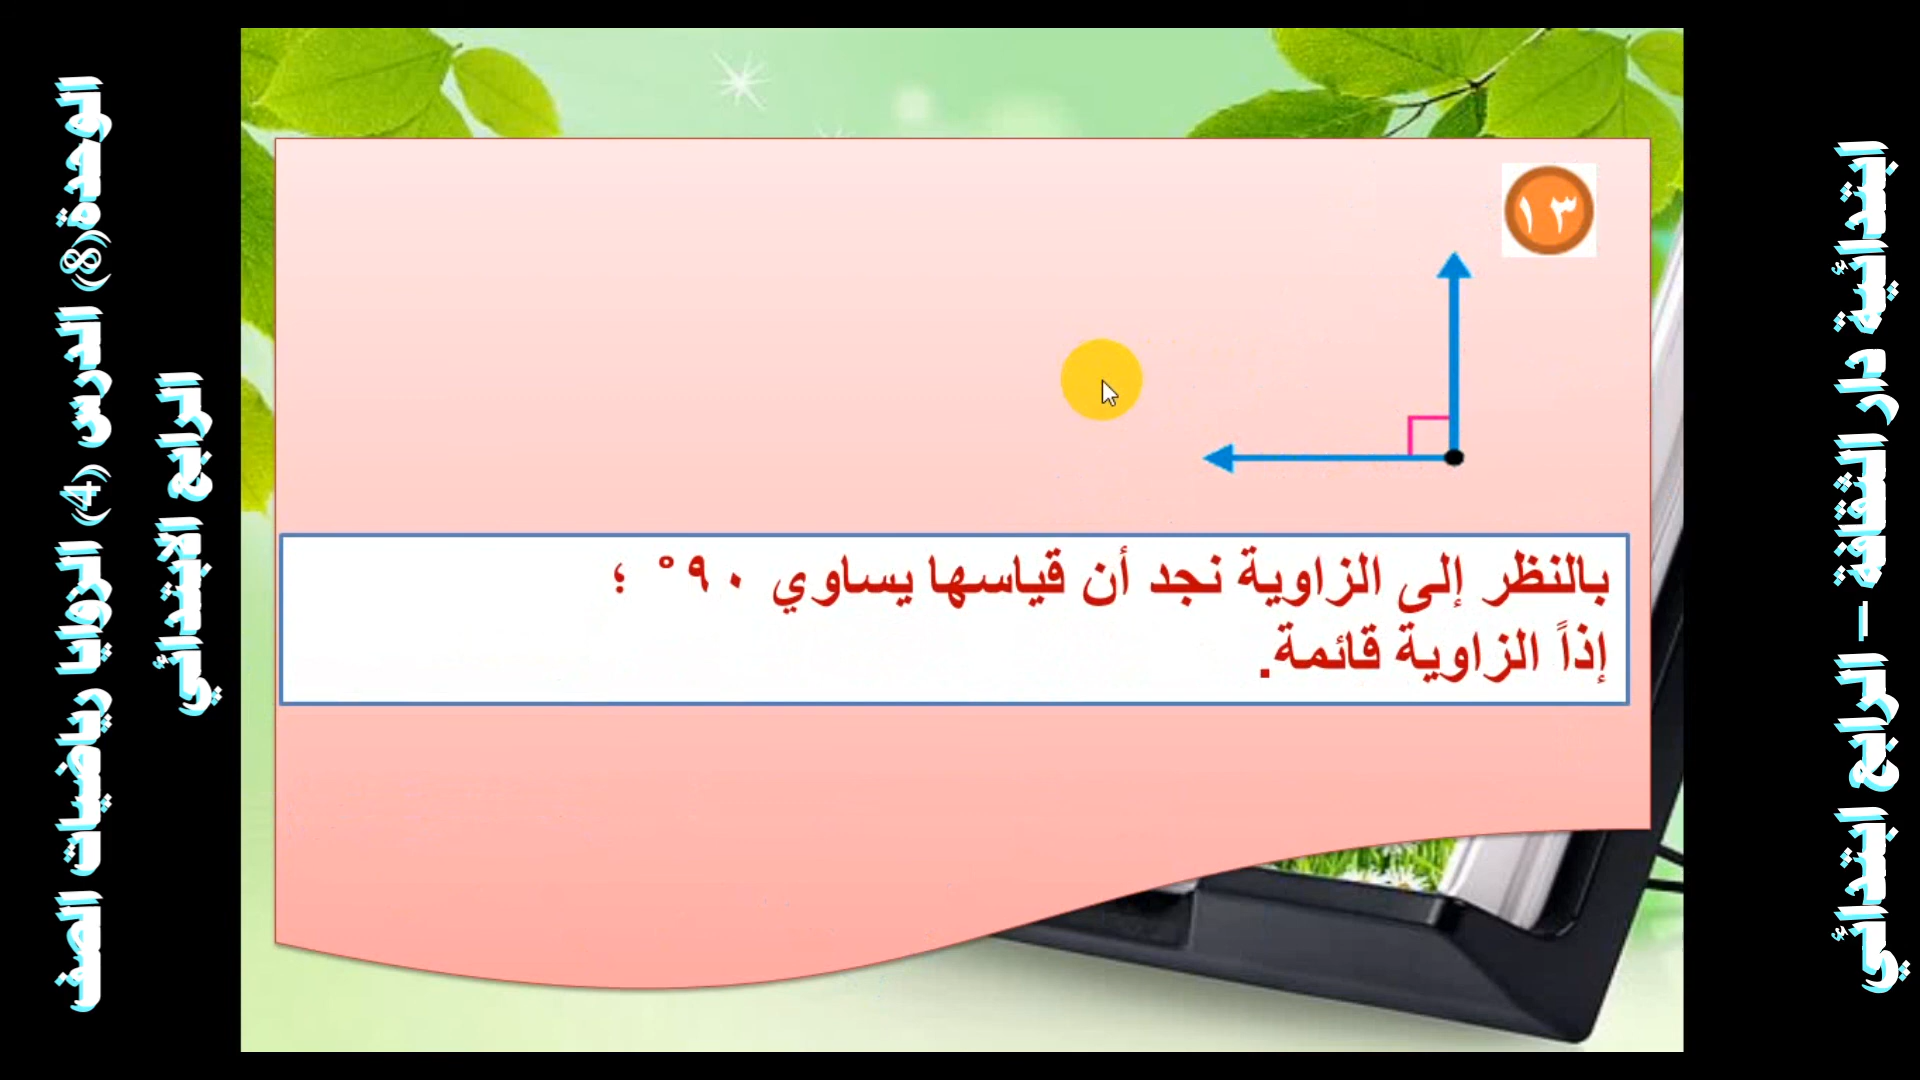 ١٣
بالنظر إلى الزاوية نجد أن قياسها يساوي ٩٠° ؛
إذاً الزاوية قائمة.
الوحدة(8) الدرس (4) الزوايا رياضيات الصف
الرابع الابتدائي
ابتدائية دار الثقافة – الرابع ابتدائي